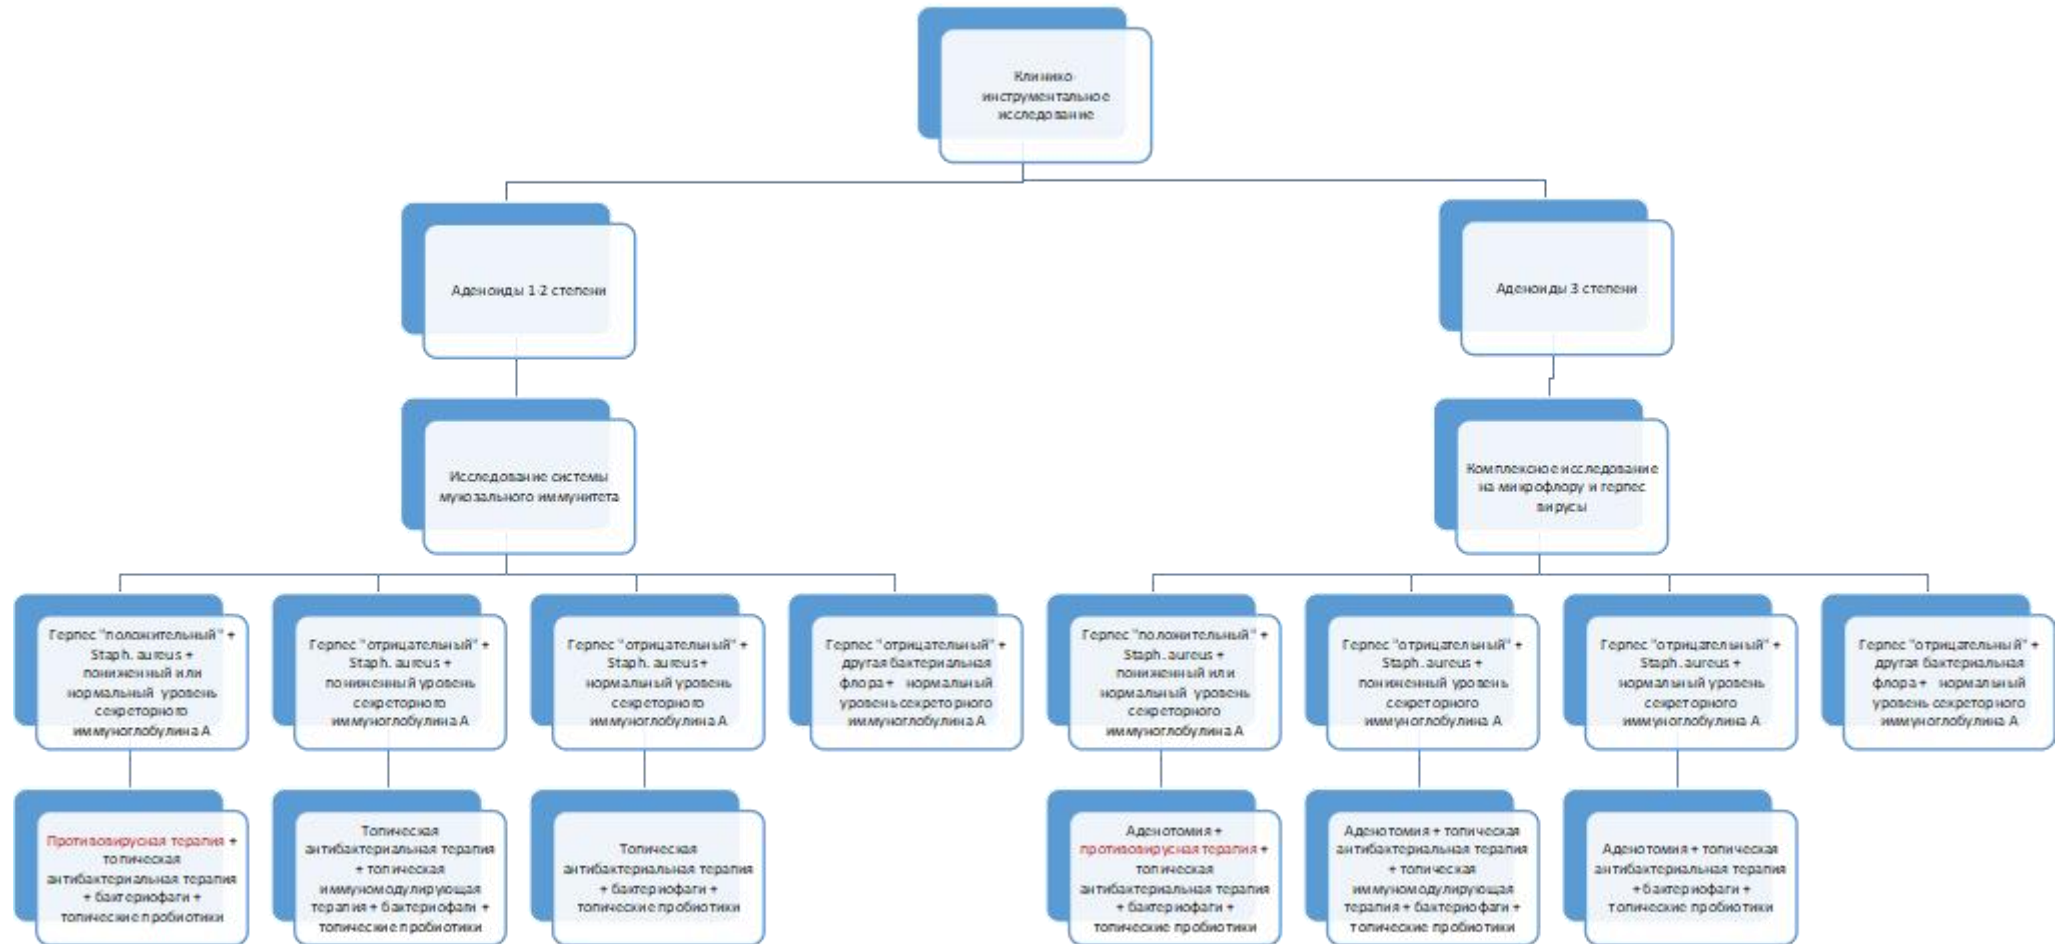 Клинико-
инструментальное
исследование
Аденоиды 1-2 степени
Аденоиды 3 степени
Исследование системы
мукозального иммунитета
Комплексное исследование
на микрофлору и герпес
вирусы
Герпес "положительный" +
Staph. aureus +
пониженный или
нормальный уровень
секреторного
иммуноглобулина А
Герпес "отрицательный" +
Staph. aureus +
пониженный уровень
секреторного
иммуноглобулина А
Герпес "отрицательный" +
Staph. aureus +
нормальный уровень
секреторного
иммуноглобулина А
Герпес "отрицательный" +
другая бактериальная
флора + нормальный
уровень секреторного
иммуноглобулина А
Герпес "положительный" +
Staph. aureus +
пониженный или
нормальный уровень
секреторного
иммуноглобулина А
Герпес "отрицательный" +
Staph. aureus +
пониженный уровень
секреторного
иммуноглобулина А
Герпес "отрицательный" +
Staph. aureus +
нормальный уровень
секреторного
иммуноглобулина А
Герпес "отрицательный" +
другая бактериальная
флора + нормальный
уровень секреторного
иммуноглобулина А
Противовирусная терапия +
топическая
антибактериальная терапия
+ бактериофаги +
топические пробиотики
Топическая
антибактериальная терапия
+ топическая
иммуномодулирующая
терапия + бактериофаги +
топические пробиотики
Топическая
антибактериальная терапия
+ бактериофаги +
топические пробиотики
Аденотомия +
противовирусная терапия +
топическая
антибактериальная терапия
+ бактериофаги +
топические пробиотики
Аденотомия + топическая
антибактериальная терапия
+ топическая
иммуномодулирующая
терапия + бактериофаги +
топические пробиотики
Аденотомия + топическая
антибактериальная терапия
+ бактериофаги +
топические пробиотики